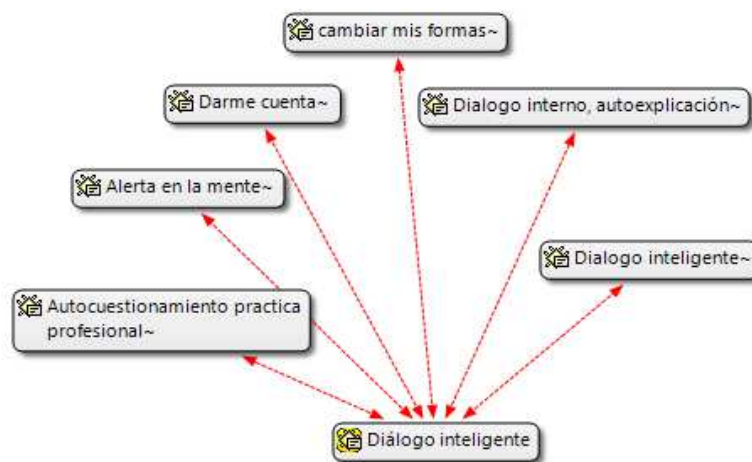 cambiar mis formas~
Darme cuenta~
Dialogo interno, autoexplicación~
Alerta en la mente~
Dialogo inteligente~
Autocuestionamiento practica
profesional~
Diálogo inteligente